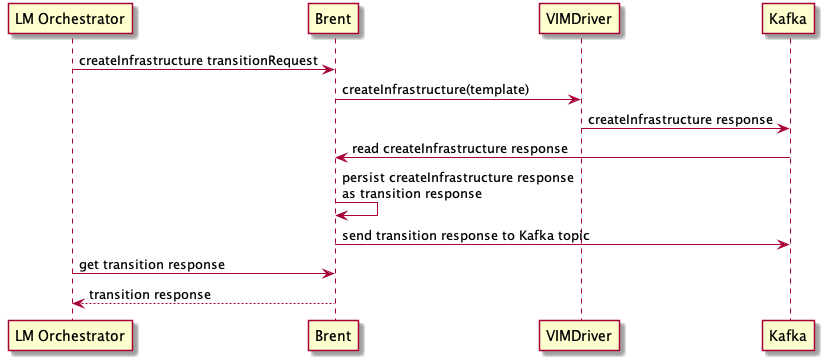 LM Orchestrator
Brent
VIMDriver
Kafka
createInfrastructure transitionRequest
createInfrastructure(template)
createInfrastructure response
read createInfrastructure response
persist createInfrastructure response
as transition response
send transition response to Kafka topic
get transition response
transition response
LM Orchestrator
Brent
VIMDriver
Kafka